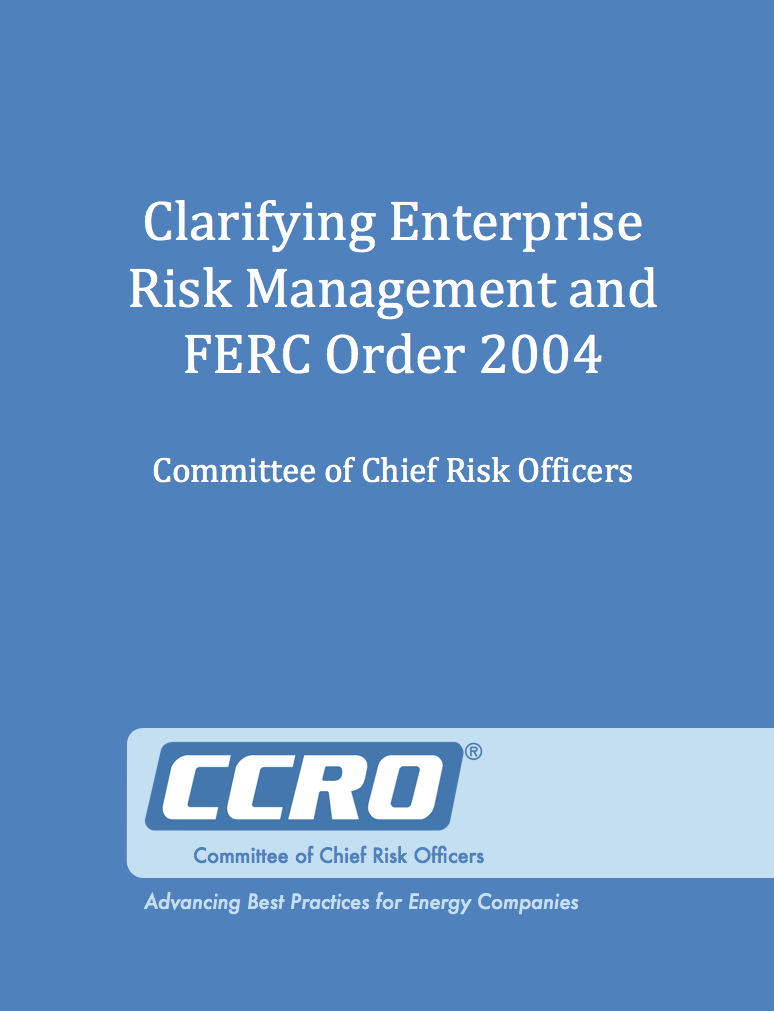 Clarifying Enterprise
Risk Management and
FERC Order 2004
Committee of Chief Risk Officers
CCRO®
Committee of Chief Risk Officers
Advancing Best Practices for Energy Companies